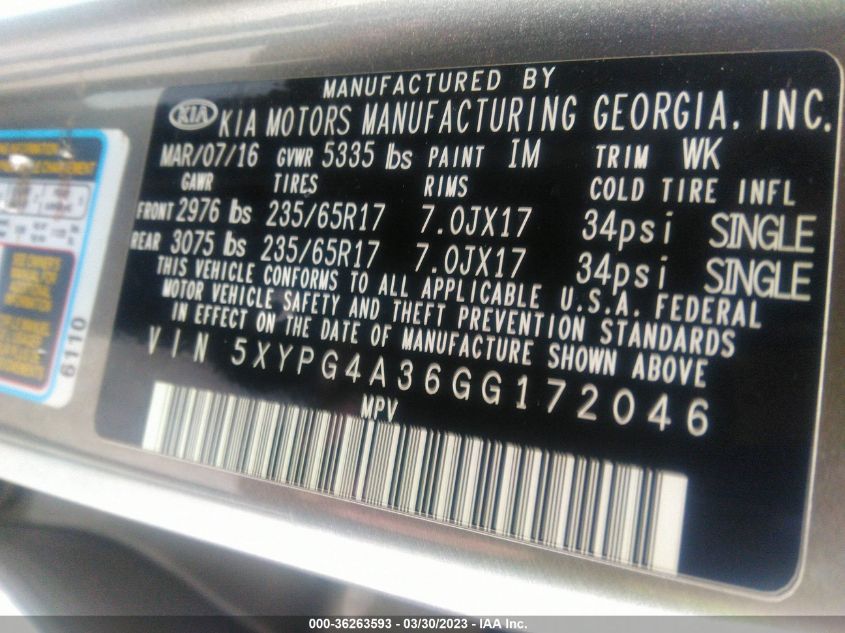 MANUFACTURED BY
KIA KIA MOTORS MANUFACTURING GEORGIA, INC.
MAR/07/16 GVWR 5335 lbs PAINT IM TRIM WK
GAWR TIRES RIMS COLD TIRE INFL
FRONT 2976 lbs 235/65R17 7.0JX17 34psi SINGLE
REAR 3075 lbs 235/65R17 7.0JX17 34psi SINGLE
THIS VEHICLE CONFORMS TO ALL APPLICABLE U.S.A. FEDERAL
MOTOR VEHICLE SAFETY AND THEFT PREVENTION STANDARDS
IN EFFECT ON THE DATE OF MANUFACTURE SHOWN ABOVE
VIN 5XYPG4A36GG172046
MPV
6110
000-36263593 — 03/30/2023 — IAA Inc.